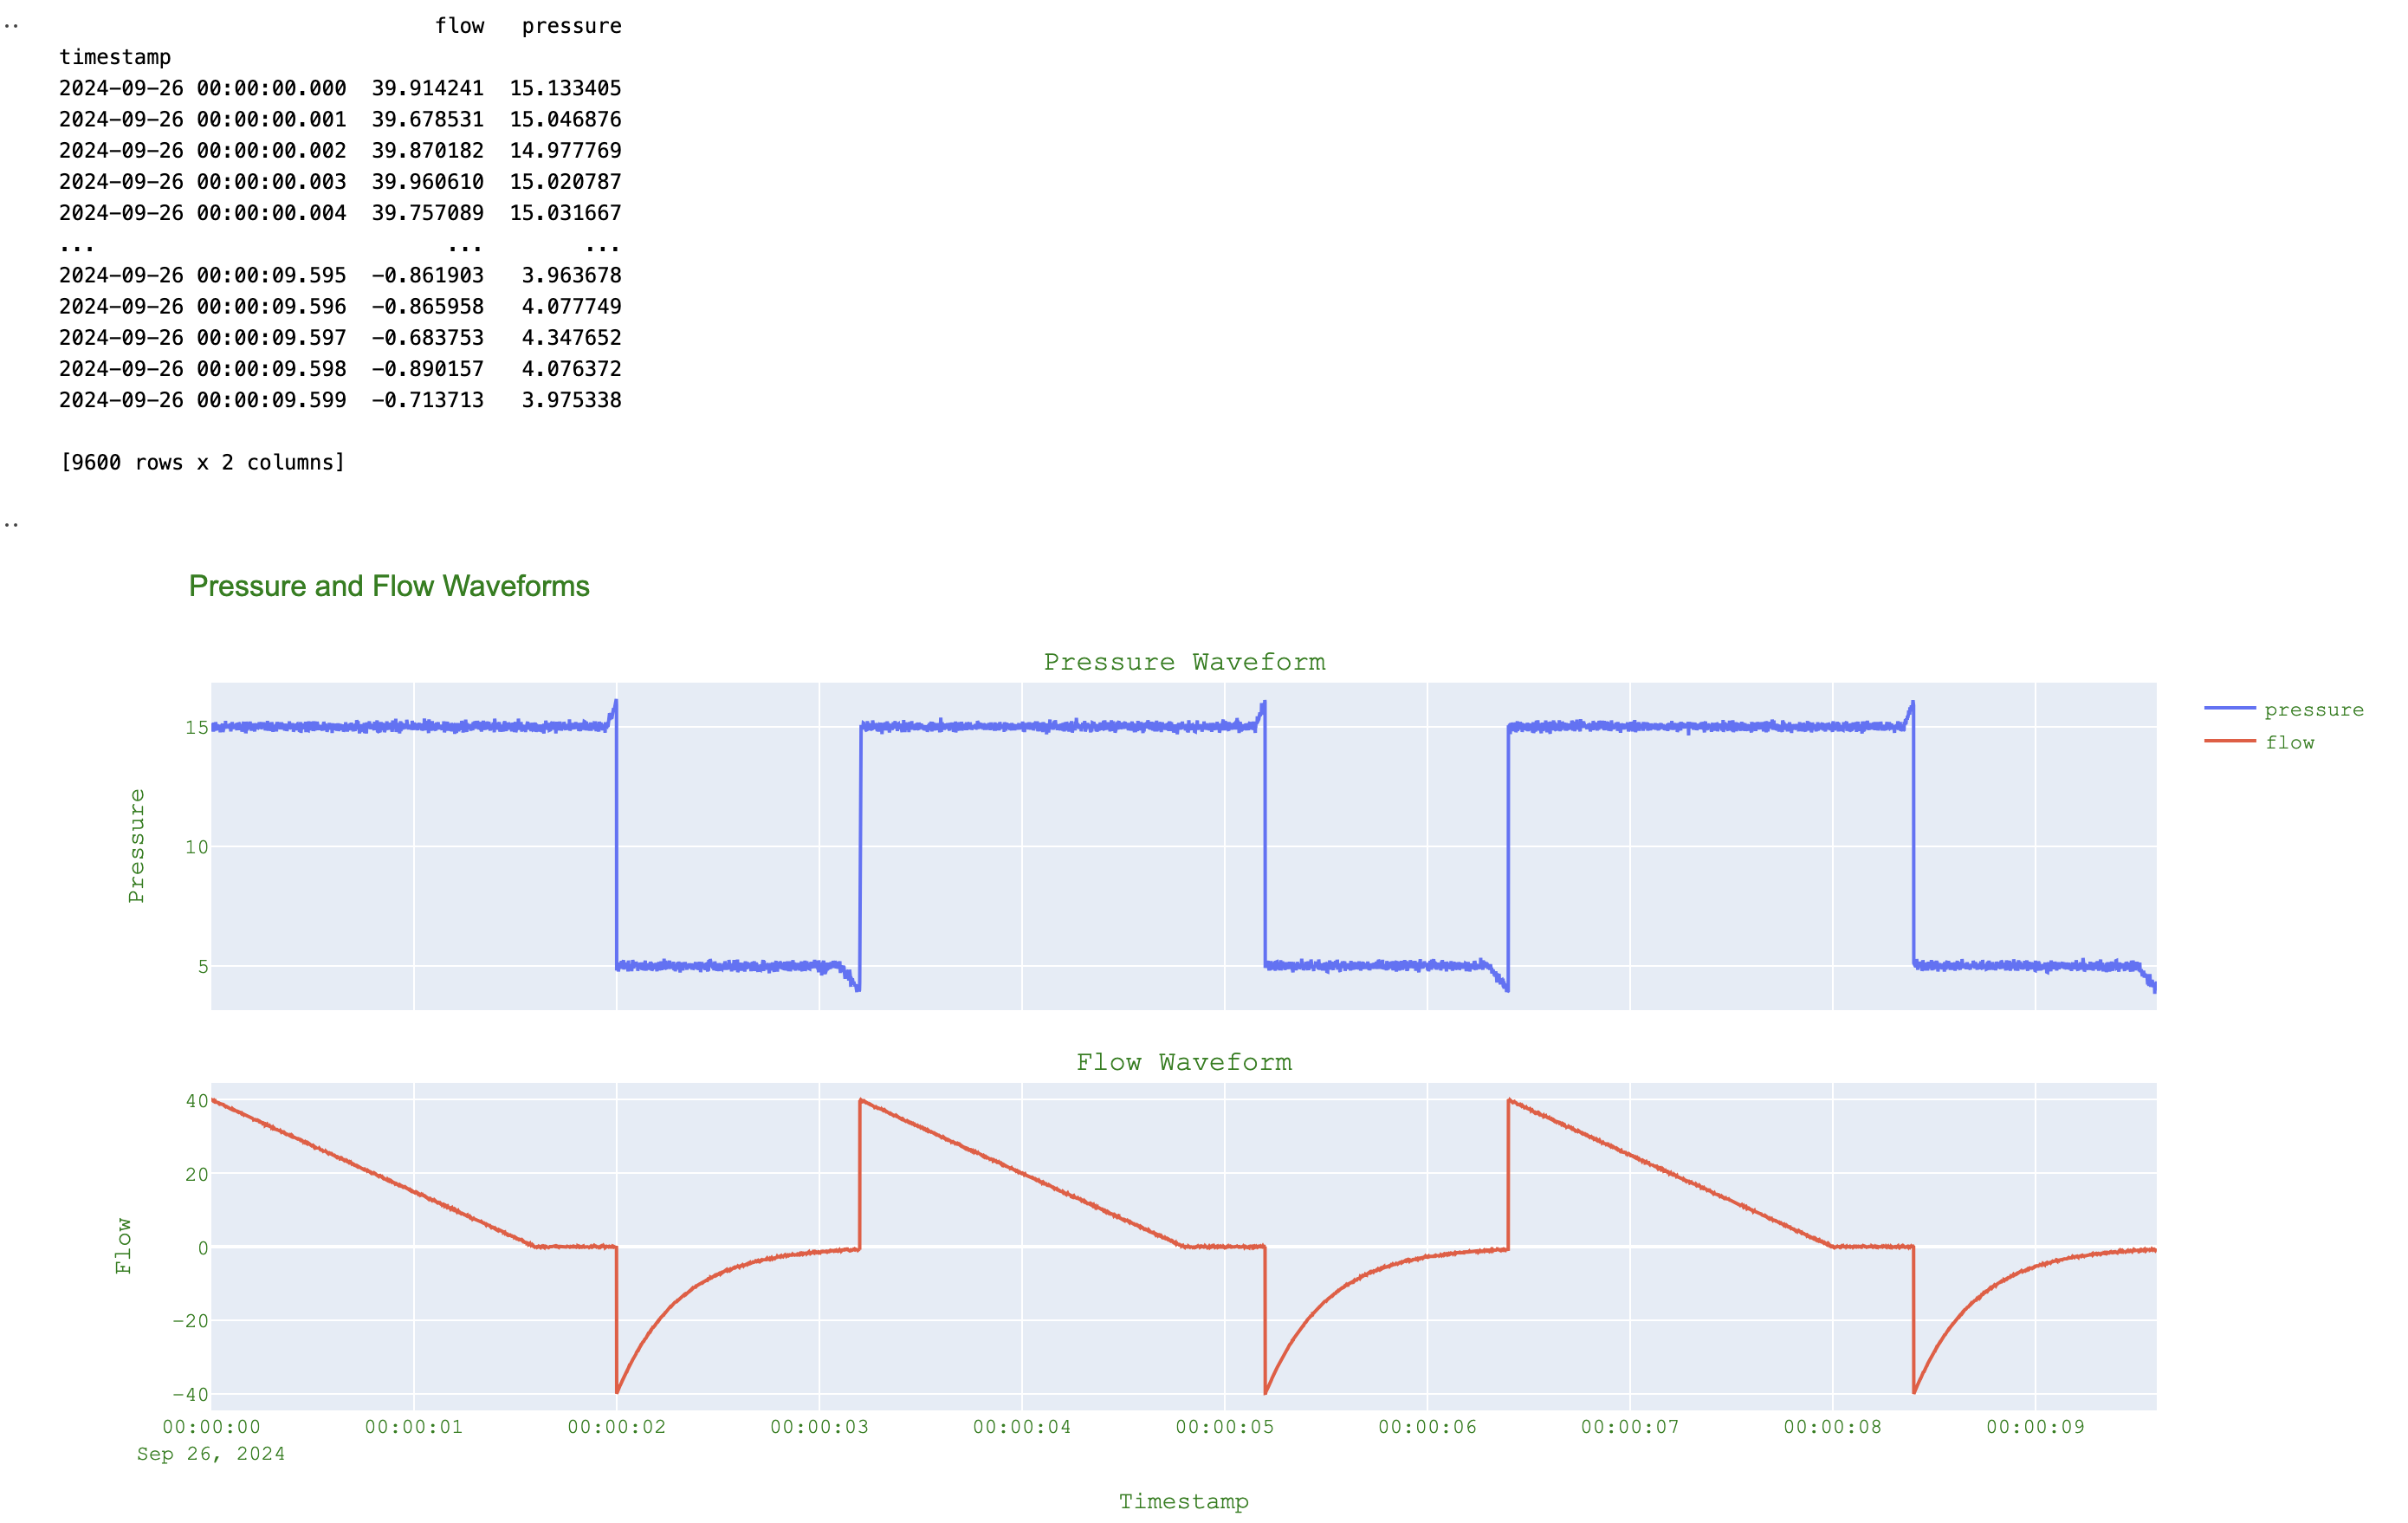 flow pressure
timestamp
2024-09-26 00:00:00.000 39.914241 15.133405
2024-09-26 00:00:00.001 39.678531 15.046876
2024-09-26 00:00:00.002 39.870182 14.977769
2024-09-26 00:00:00.003 39.960610 15.020787
2024-09-26 00:00:00.004 39.757089 15.031667
... ... ...
2024-09-26 00:00:09.595 -0.861903 3.963678
2024-09-26 00:00:09.596 -0.865958 4.077749
2024-09-26 00:00:09.597 -0.683753 4.347652
2024-09-26 00:00:09.598 -0.890157 4.076372
2024-09-26 00:00:09.599 -0.713713 3.975338
[9600 rows x 2 columns]
Pressure and Flow Waveforms
Pressure Waveform
pressure
flow
Pressure
15
10
5
Flow Waveform
Flow
40
20
0
−20
−40
00:00:00 00:00:01 00:00:02 00:00:03 00:00:04 00:00:05 00:00:06 00:00:07 00:00:08 00:00:09
Sep 26, 2024
Timestamp